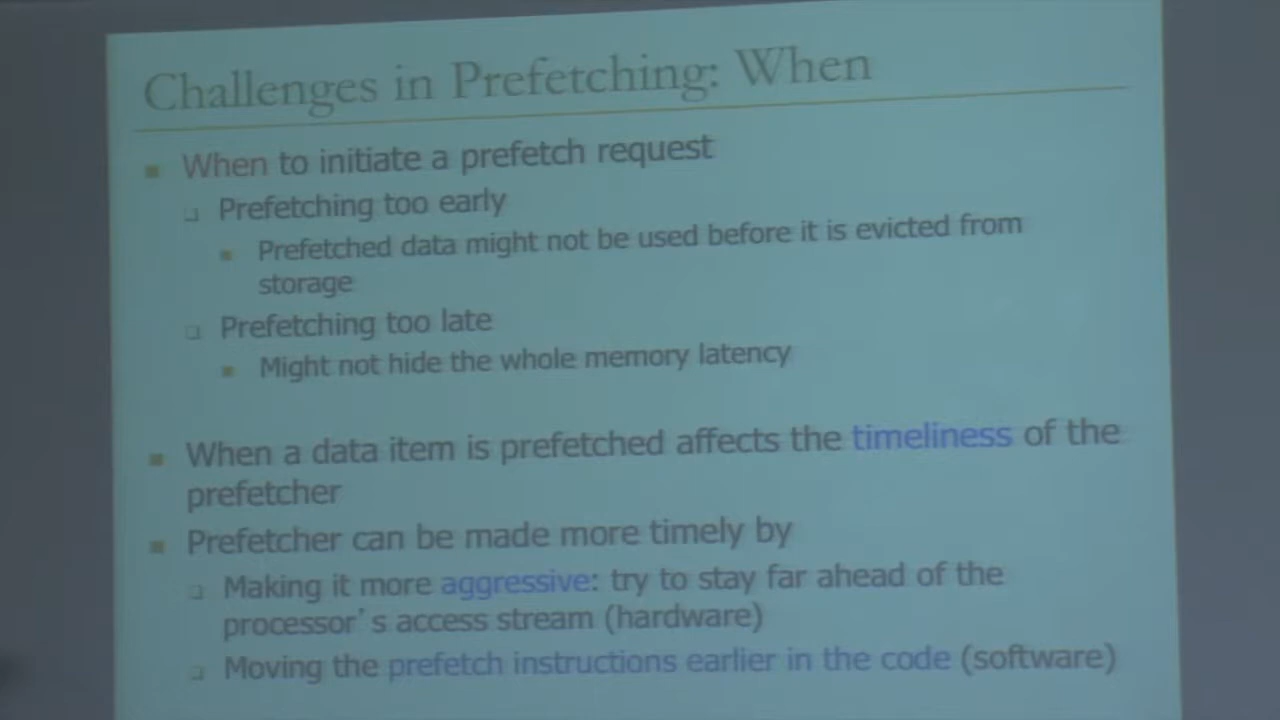 Challenges in Prefetching: When
When to initiate a prefetch request
Prefetching too early
Prefetched data might not be used before it is evicted from
storage
Prefetching too late
Might not hide the whole memory latency
When a data item is prefetched affects the timeliness of the
prefetcher
Prefetcher can be made more timely by
Making it more aggressive: try to stay far ahead of the
processor's access stream (hardware)
Moving the prefetch instructions earlier in the code (software)